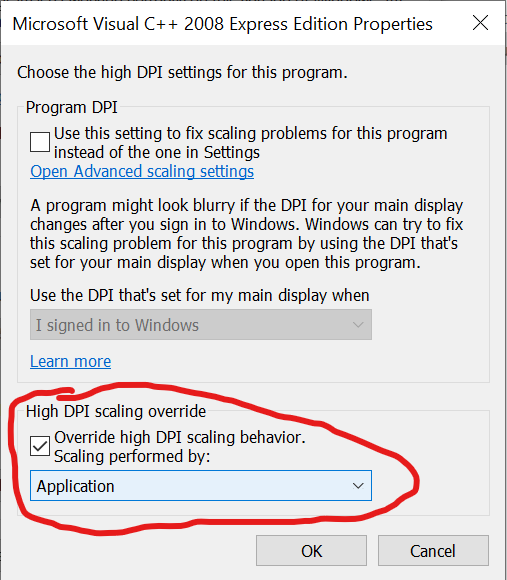 Microsoft Visual C++ 2008 Express Edition Properties
Choose the high DPI settings for this program.
Program DPI
Use this setting to fix scaling problems for this program
instead of the one in Settings
Open Advanced scaling settings
A program might look blurry if the DPI for your main display
changes after you sign in to Windows. Windows can try to fix
this scaling problem for this program by using the DPI that's
set for your main display when you open this program.
Use the DPI that's set for my main display when
I signed in to Windows
Learn more
High DPI scaling override
Override high DPI scaling behavior.
Scaling performed by:
Application
OK
Cancel